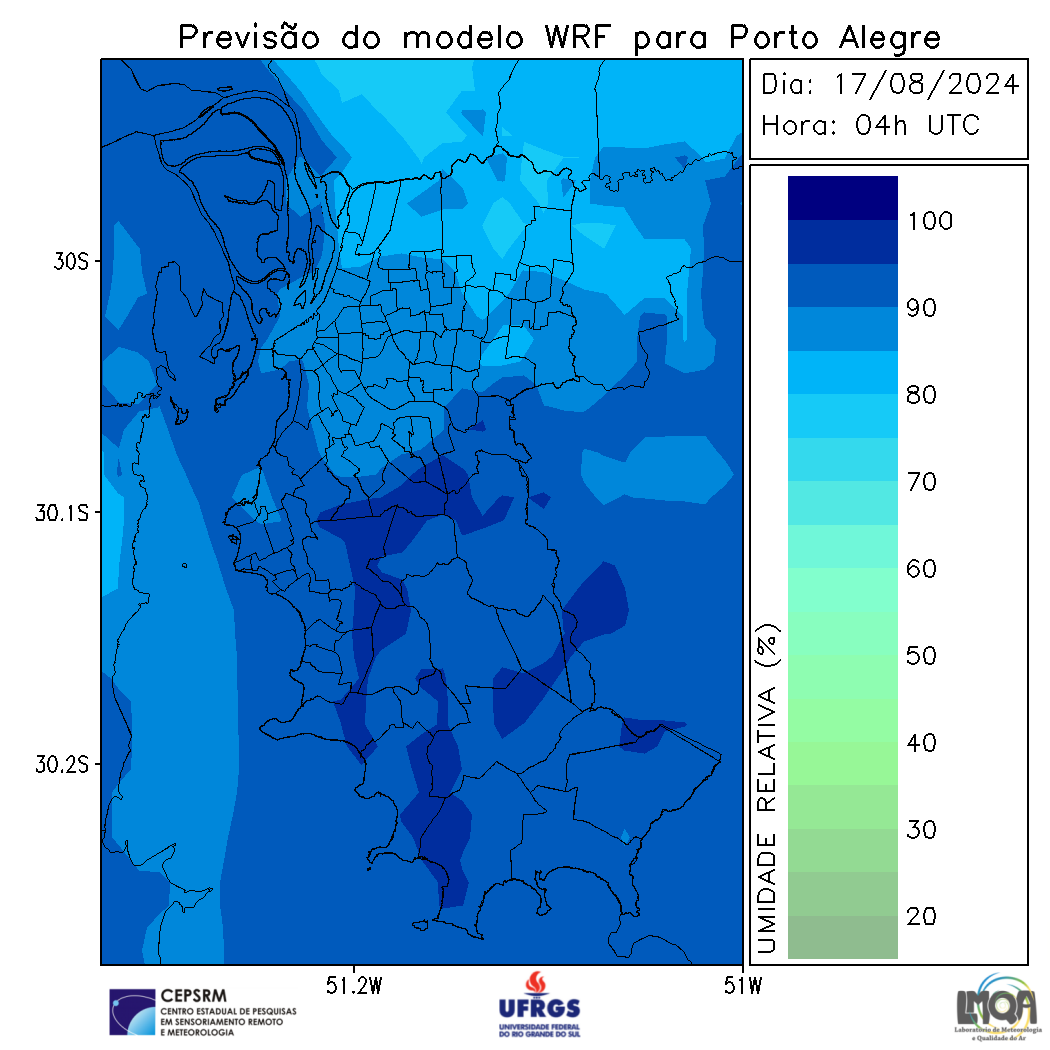 Previsão do modelo WRF para Porto Alegre
Dia: 17/08/2024
Hora: 04h UTC
100
90
80
70
60
50
40
30
20
UMIDADE RELATIVA (%)
30S
30.1S
30.2S
51.2W
51W
CEPSRM
CENTRO ESTADUAL DE PESQUISAS
EM SENSORIAMENTO REMOTO
E METEOROLOGIA
UFRGS
UNIVERSIDADE FEDERAL
DO RIO GRANDE DO SUL
LMQA
Laboratório de Meteorologia
e Qualidade do Ar